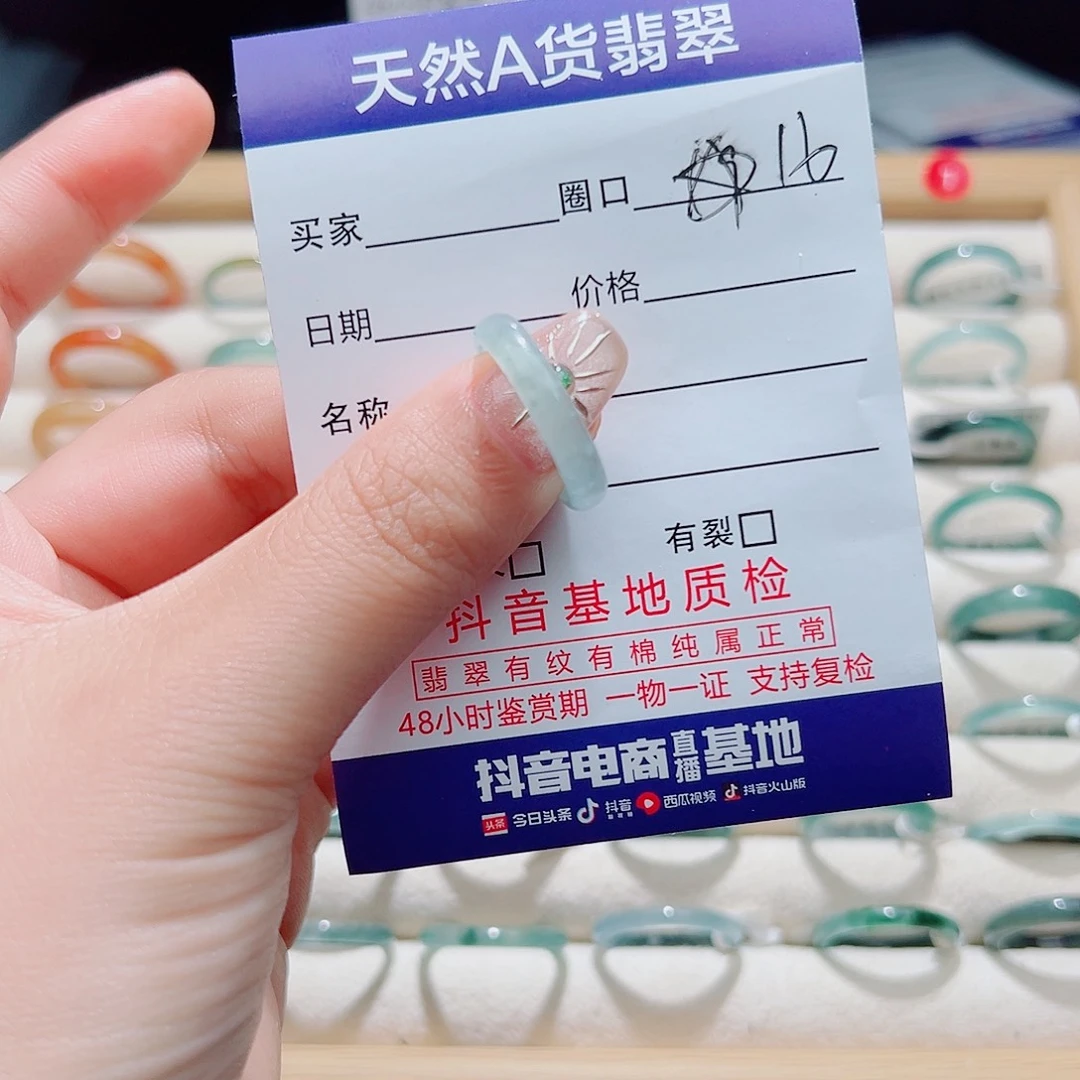 天然A货翡翠
买家 圈口 16
日期 价格
名称
有裂
抖音基地质检
翡翠有纹有棉纯属正常
48小时鉴赏期 一物一证 支持复检
抖音电商直播基地
头条 今日头条 抖音 西瓜视频 抖音火山版